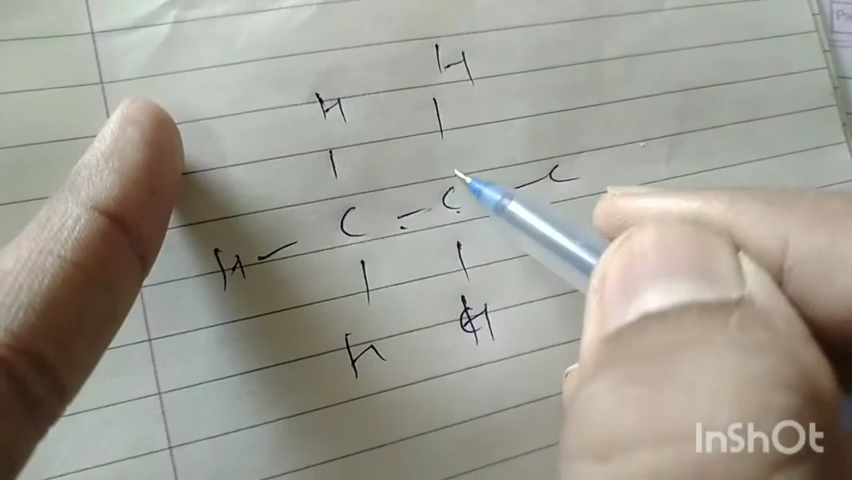 H H
| |
H - C - C - C
| |
H H
InShOt